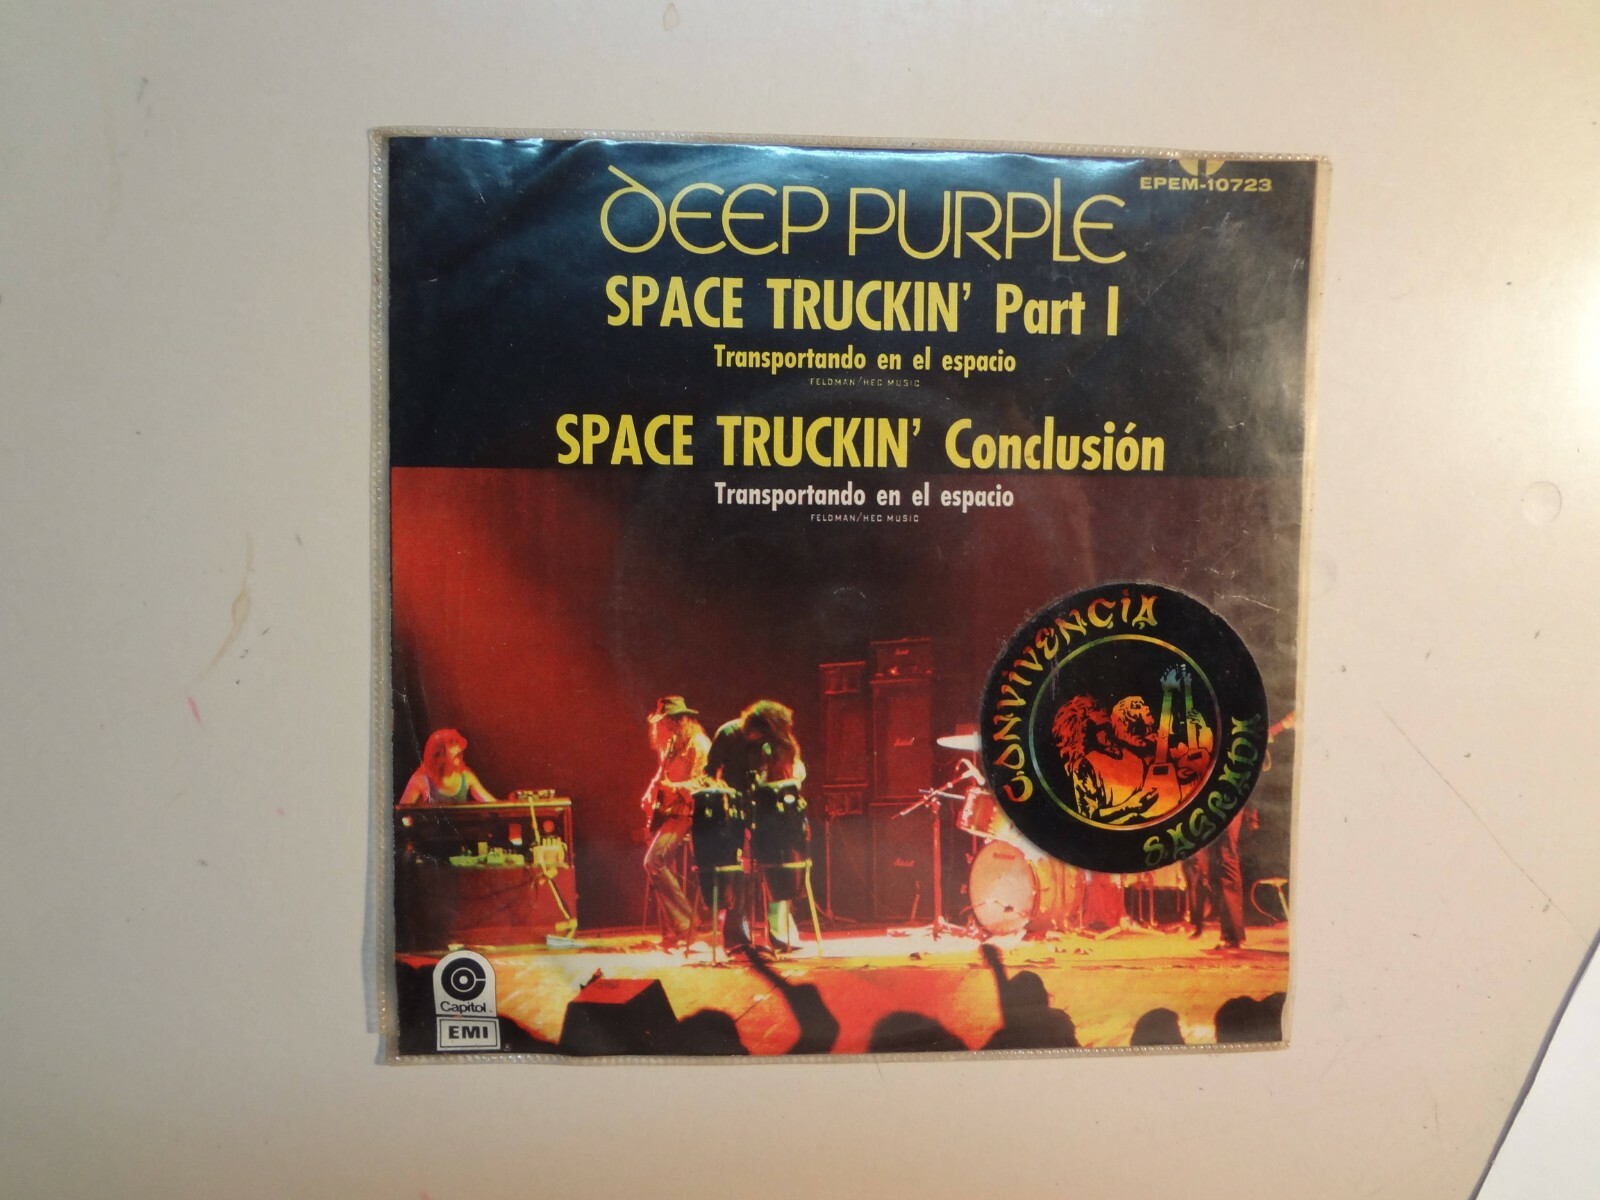 EPEM-10723
DEEP PURPLE
SPACE TRUCKIN' Part I
Transportando en el espacio
FELDMAN/HEC MUSIC
SPACE TRUCKIN' Conclusión
Transportando en el espacio
FELDMAN/HEC MUSIC
CONVIVENCIA
SAGRADA
Capitol
EMI